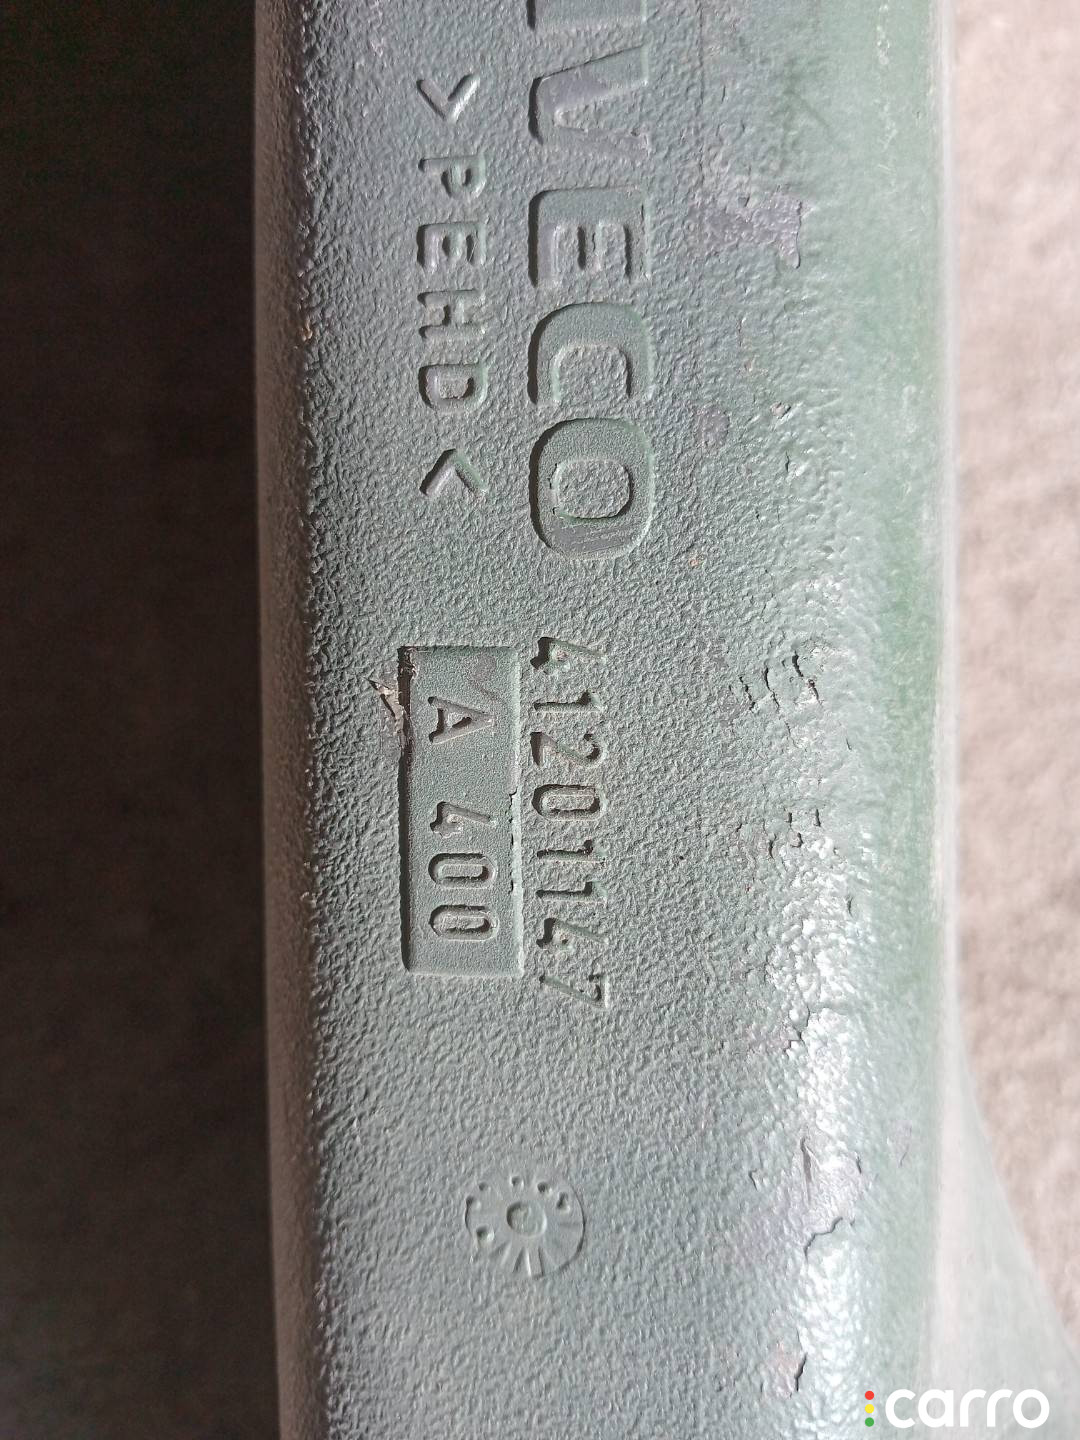 IVECO
>PEHD<
41201147
A 400
carro